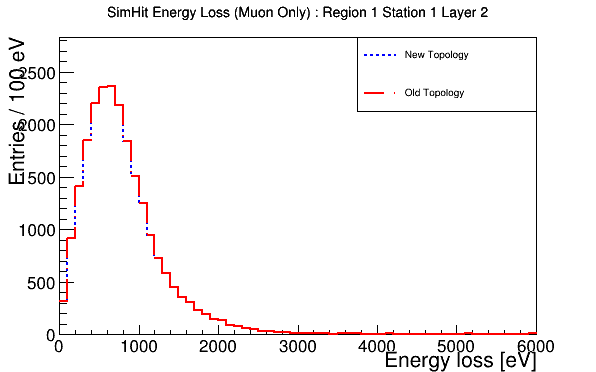 SimHit Energy Loss (Muon Only) : Region 1 Station 1 Layer 2
Entries / 100 eV
New Topology
Old Topology
2500
2000
1500
1000
500
0
0 1000 2000 3000 4000 5000 6000
Energy loss [eV]